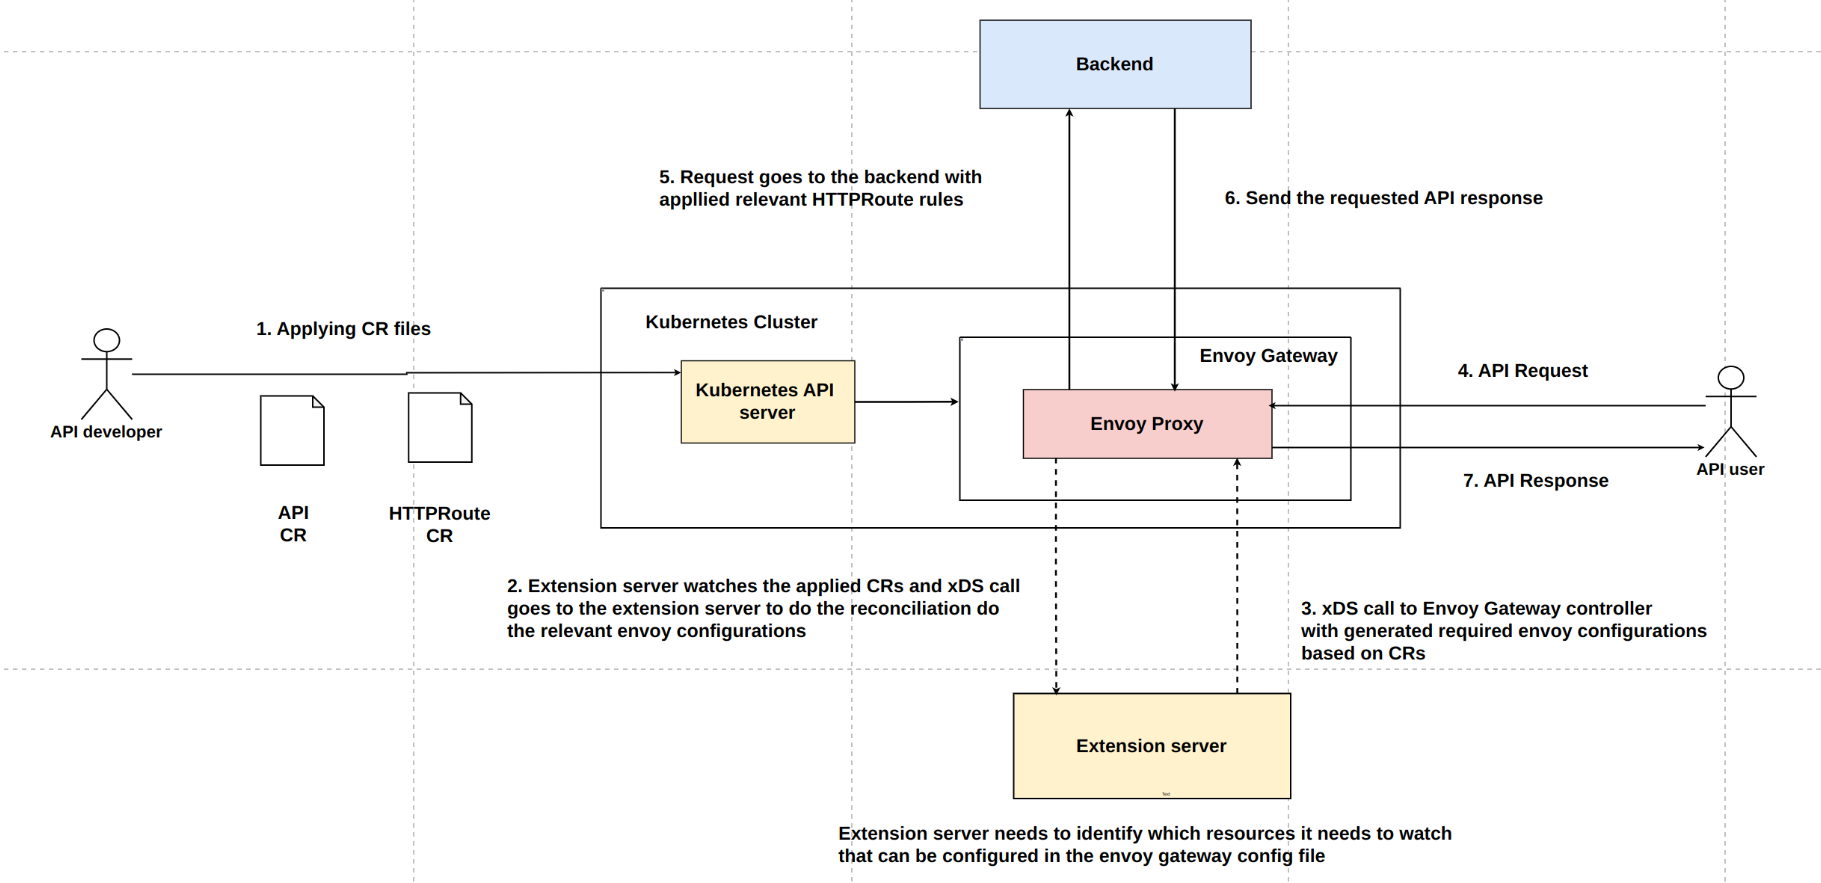 Backend
5. Request goes to the backend with
appllied relevant HTTPRoute rules
6. Send the requested API response
1. Applying CR files
Kubernetes Cluster
Envoy Gateway
Kubernetes API
server
Envoy Proxy
4. API Request
7. API Response
API developer
API user
API
CR
HTTPRoute
CR
2. Extension server watches the applied CRs and xDS call
goes to the extension server to do the reconciliation do
the relevant envoy configurations
3. xDS call to Envoy Gateway controller
with generated required envoy configurations
based on CRs
Extension server
Text
Extension server needs to identify which resources it needs to watch
that can be configured in the envoy gateway config file